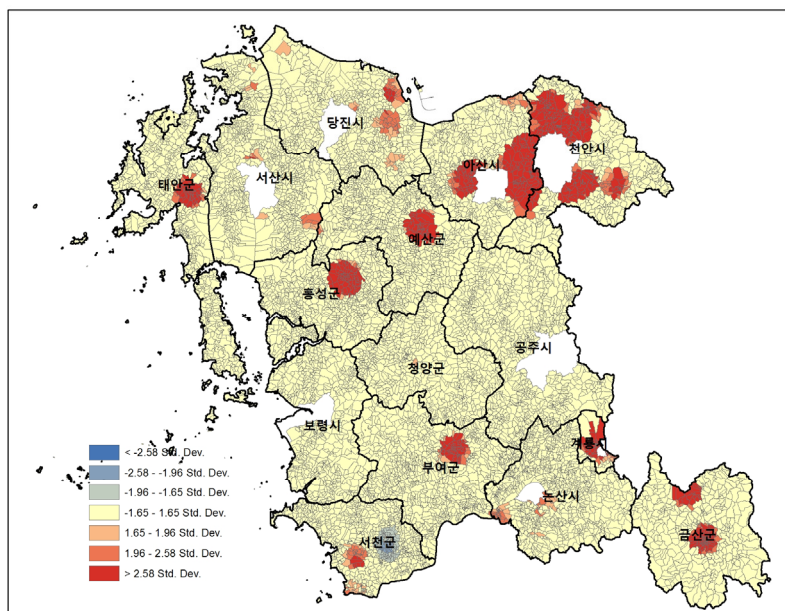 당진시
천안시
아산시
태안군
서산시
예산군
홍성군
공주시
청양군
보령시
계룡시
부여군
논산시
서천군
금산군
< -2.58 Std. Dev.
-2.58 - -1.96 Std. Dev.
-1.96 - -1.65 Std. Dev.
-1.65 - 1.65 Std. Dev.
1.65 - 1.96 Std. Dev.
1.96 - 2.58 Std. Dev.
> 2.58 Std. Dev.